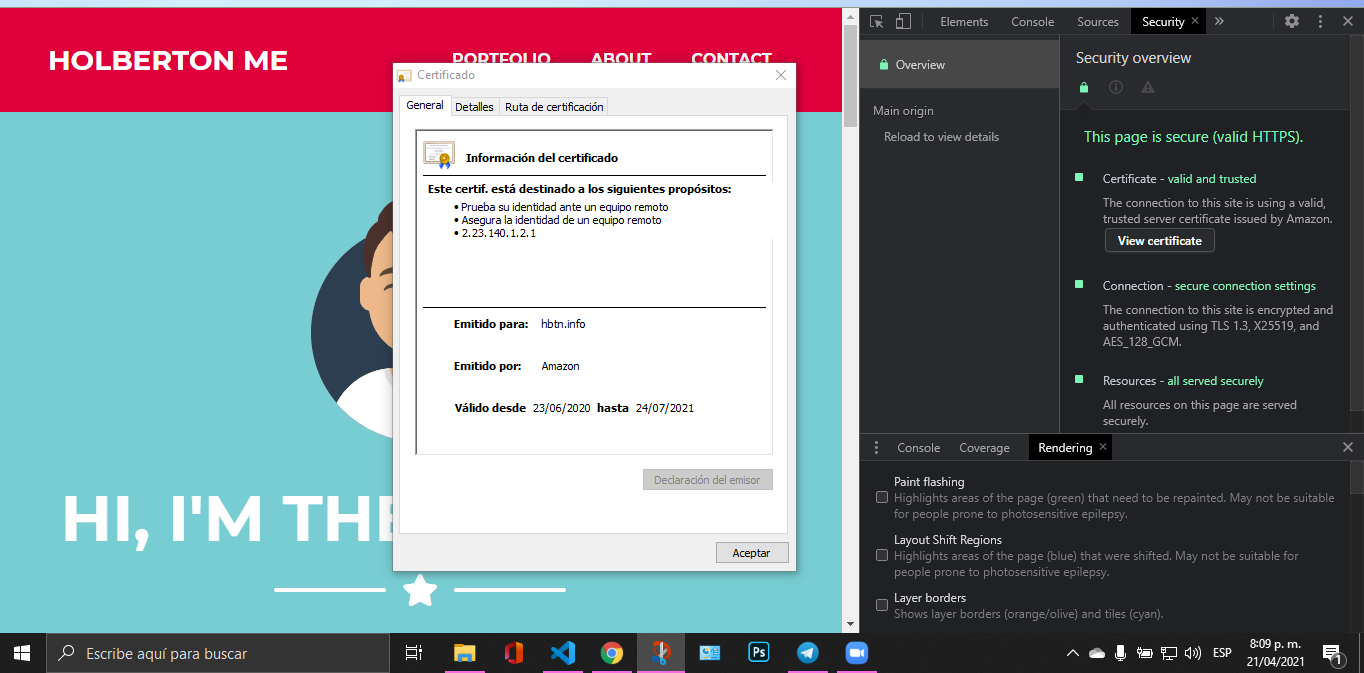 HOLBERTON ME
PORTFOLIO ABOUT CONTACT
HI, I'M THE
Certificado
General Detalles Ruta de certificación
Información del certificado
Este certif. está destinado a los siguientes propósitos:
• Prueba su identidad ante un equipo remoto
• Asegura la identidad de un equipo remoto
• 2.23.140.1.2.1
Emitido para: hbtn.info
Emitido por: Amazon
Válido desde 23/06/2020 hasta 24/07/2021
Declaración del emisor
Aceptar
Elements Console Sources Security
Overview
Main origin
Reload to view details
Security overview
This page is secure (valid HTTPS).
Certificate - valid and trusted
The connection to this site is using a valid,
trusted server certificate issued by Amazon.
View certificate
Connection - secure connection settings
The connection to this site is encrypted and
authenticated using TLS 1.3, X25519, and
AES_128_GCM.
Resources - all served securely
All resources on this page are served
securely.
Console Coverage Rendering
Paint flashing
Highlights areas of the page (green) that need to be repainted. May not be suitable
for people prone to photosensitive epilepsy.
Layout Shift Regions
Highlights areas of the page (blue) that were shifted. May not be suitable for
people prone to photosensitive epilepsy.
Layer borders
Shows layer borders (orange/olive) and tiles (cyan).
Escribe aquí para buscar
Ps
ESP
8:09 p. m.
21/04/2021
1